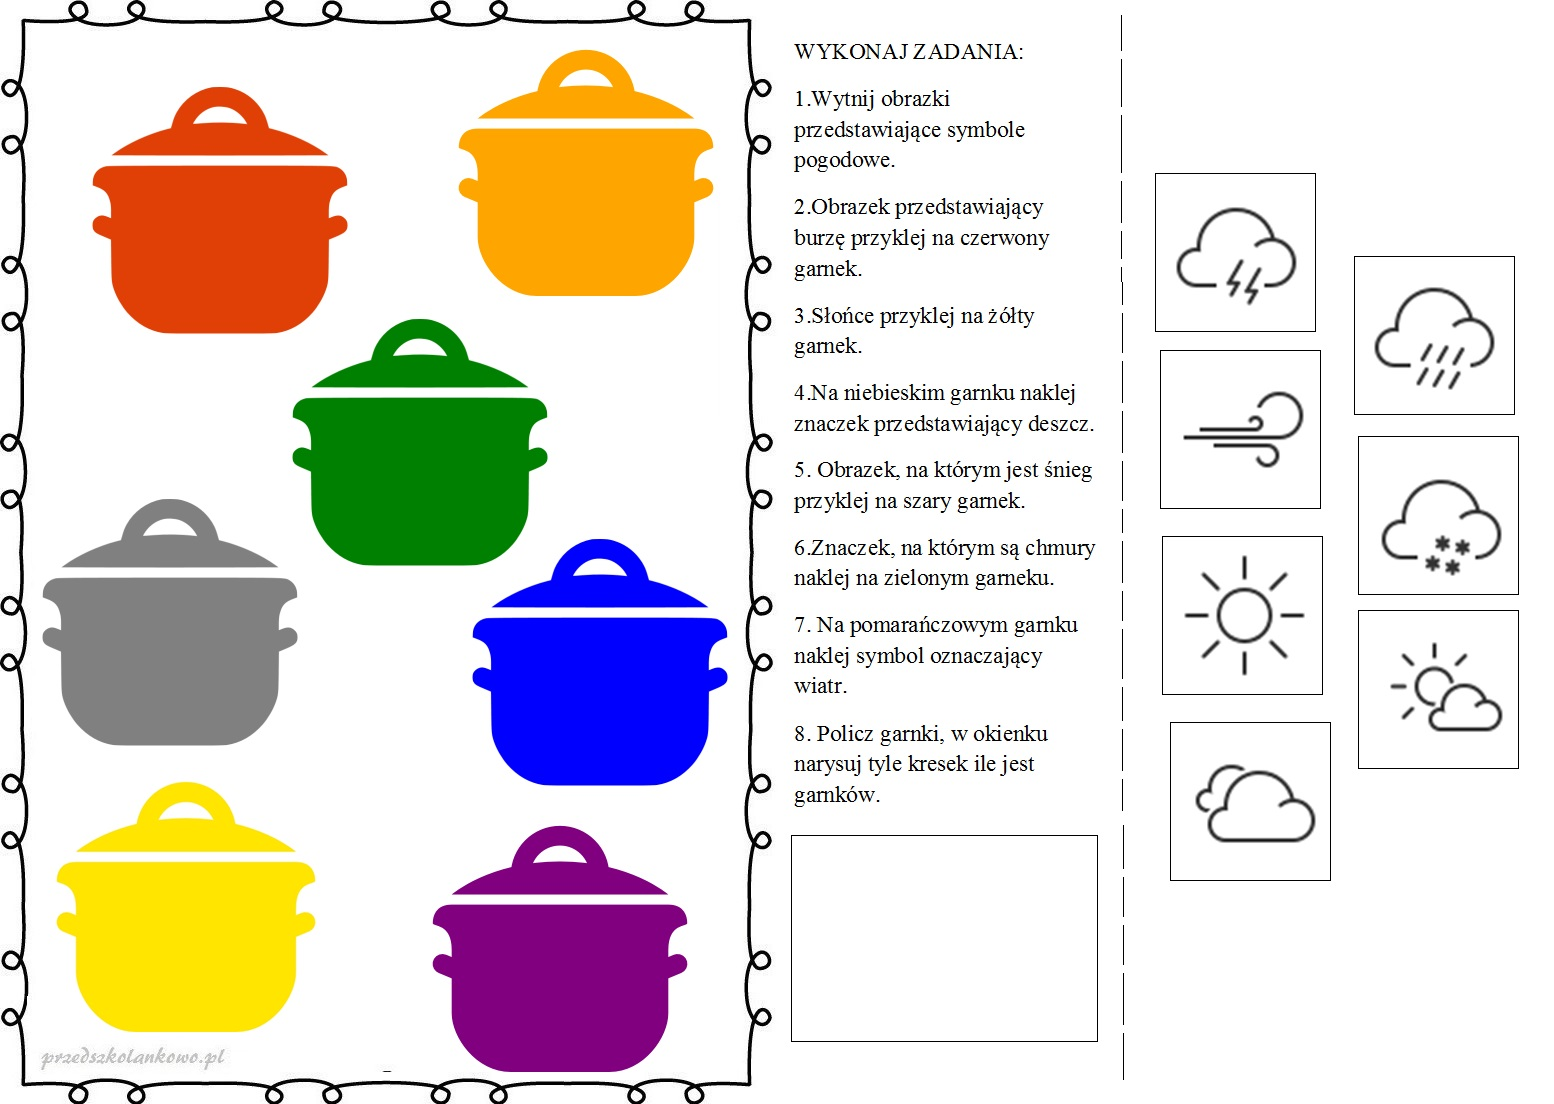 WYKONAJ ZADANIA:
1.Wytnij obrazki
przedstawiające symbole
pogodowe.
2.Obrazek przedstawiający
burzę przyklej na czerwony
garnek.
3.Słońce przyklej na żółty
garnek.
4.Na niebieskim garnku naklej
znaczek przedstawiający deszcz.
5. Obrazek, na którym jest śnieg
przyklej na szary garnek.
6.Znaczek, na którym są chmury
naklej na zielonym garneku.
7. Na pomarańczowym garnku
naklej symbol oznaczający
wiatr.
8. Policz garnki, w okienku
narysuj tyle kresek ile jest
garnków.
przedszkolankowo.pl